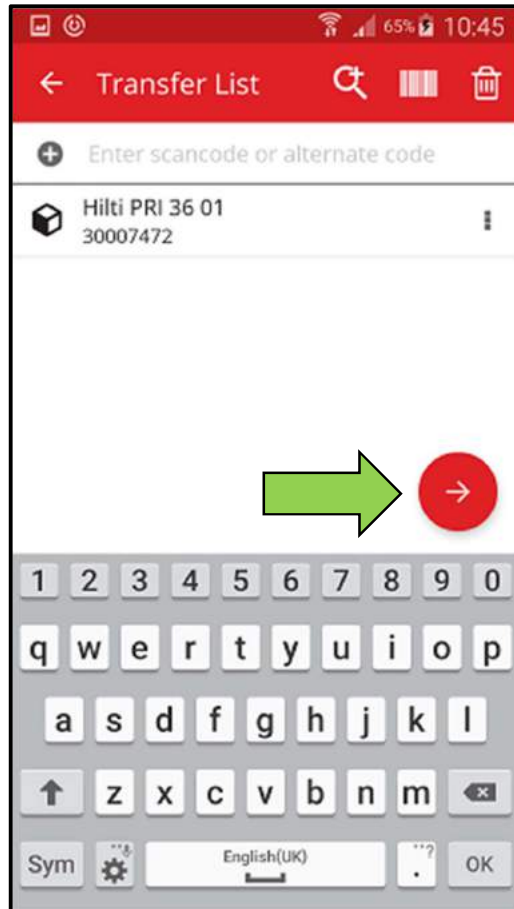 65% 10:45
Transfer List
Enter scancode or alternate code
Hilti PRI 36 01
30007472
1 2 3 4 5 6 7 8 9 0
q w e r t y u i o p
a s d f g h j k l
z x c v b n m
Sym English(UK) . ? OK